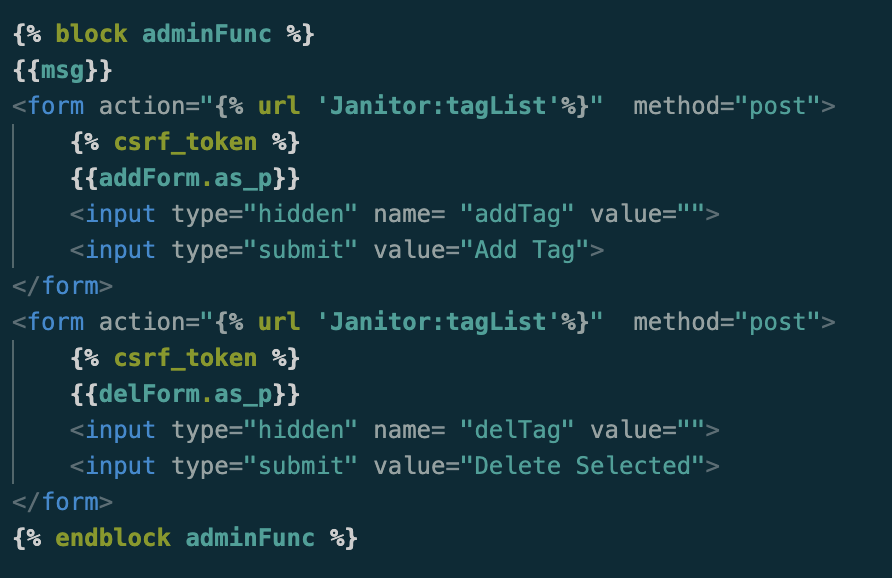 {% block adminFunc %}
{{msg}}
<form action="{% url 'Janitor:tagList'%}"  method="post">
    {% csrf_token %}
    {{addForm.as_p}}
    <input type="hidden" name= "addTag" value="">
    <input type="submit" value="Add Tag">
</form>
<form action="{% url 'Janitor:tagList'%}"  method="post">
    {% csrf_token %}
    {{delForm.as_p}}
    <input type="hidden" name= "delTag" value="">
    <input type="submit" value="Delete Selected">
</form>
{% endblock adminFunc %}